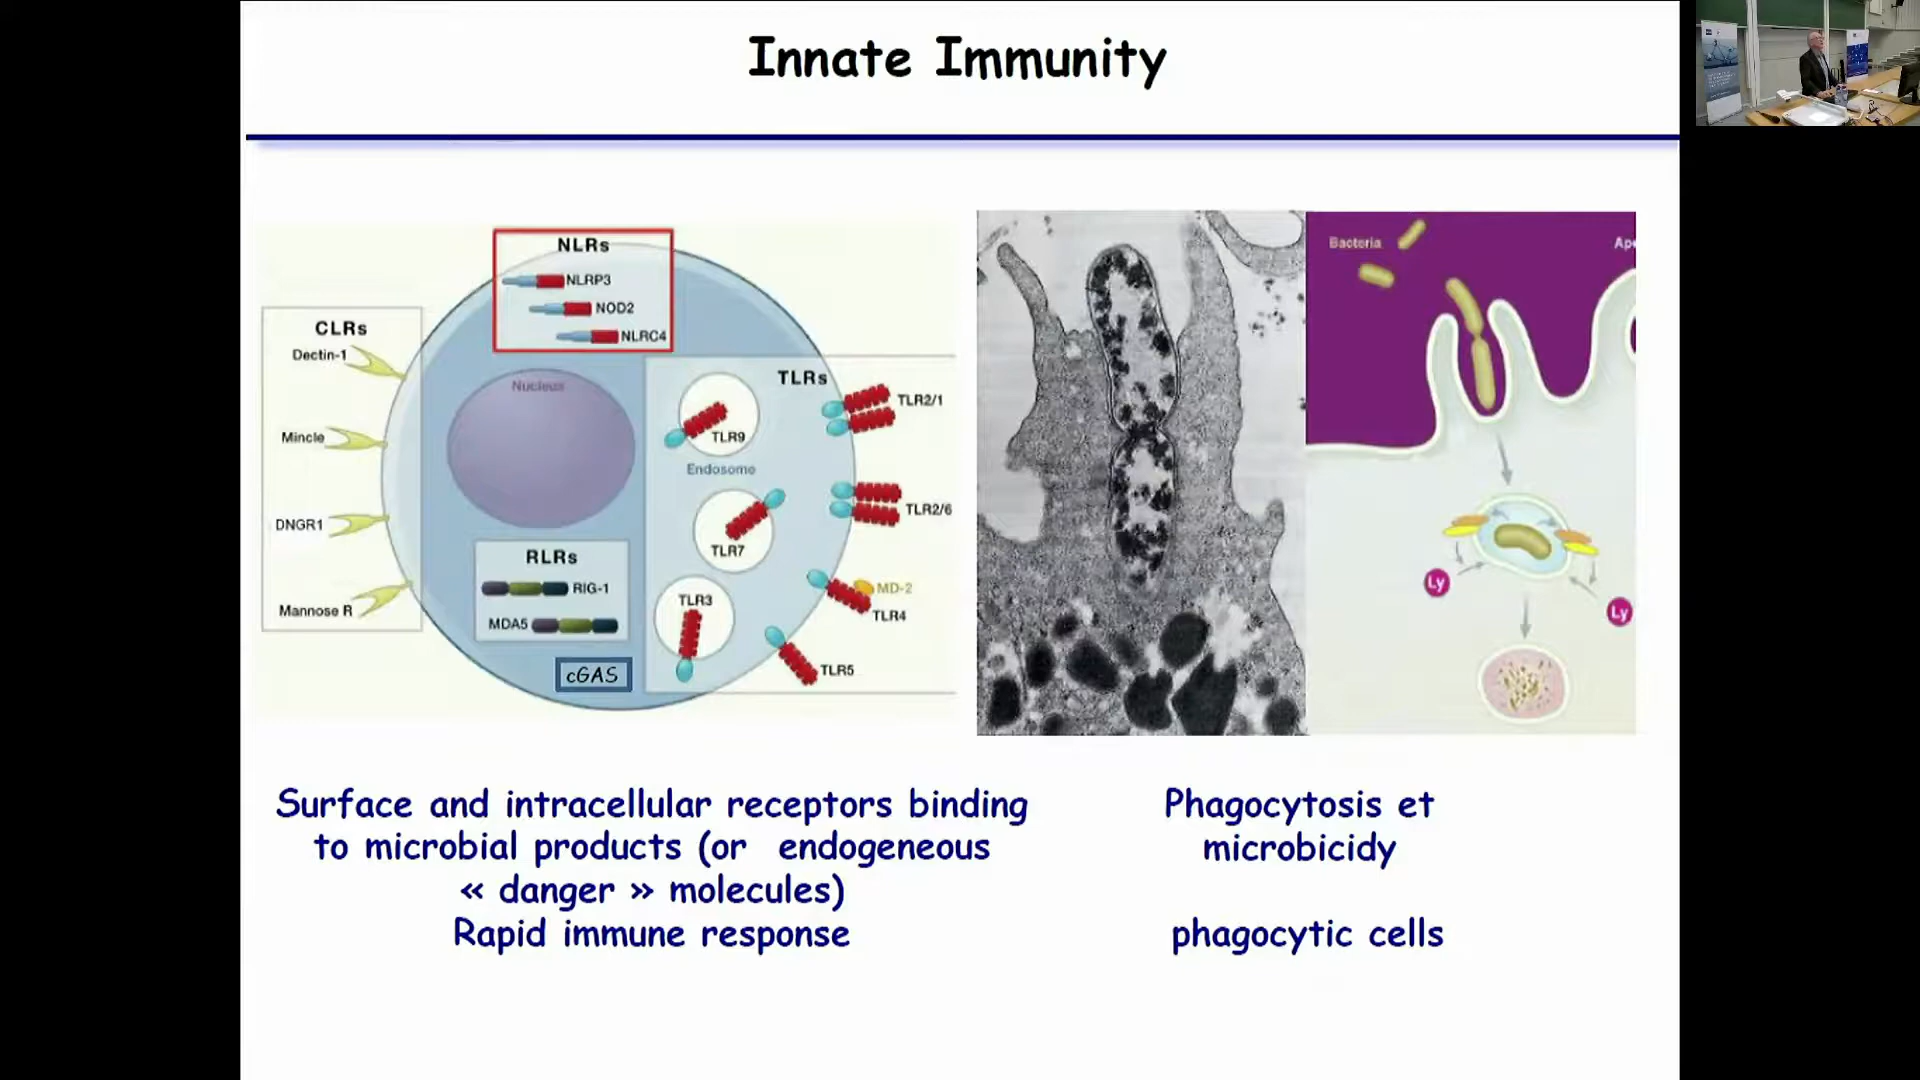 Innate Immunity
NLRs
NLRP3
NOD2
NLRC4
CLRs
Dectin-1
Mincle
DNGR1
Mannose R
Nucleus
RLRs
RIG-1
MDA5
cGAS
TLRs
TLR9
Endosome
TLR7
TLR3
TLR2/1
TLR2/6
MD-2
TLR4
TLR5
Bacteria
Ap
Ly
Ly
Surface and intracellular receptors binding
to microbial products (or endogeneous
« danger » molecules)
Rapid immune response
Phagocytosis et
microbicidy
phagocytic cells